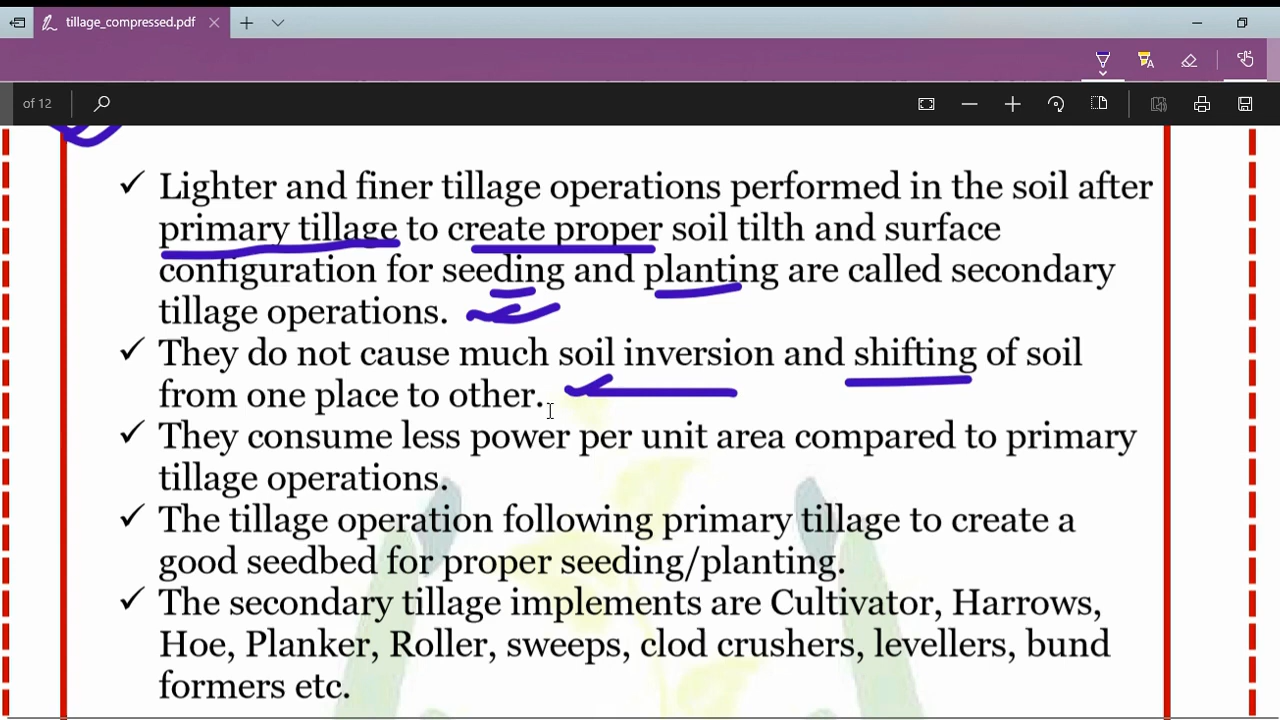 tillage_compressed.pdf
of 12
✓ Lighter and finer tillage operations performed in the soil after
primary tillage to create proper soil tilth and surface
configuration for seeding and planting are called secondary
tillage operations.
✓ They do not cause much soil inversion and shifting of soil
from one place to other.
✓ They consume less power per unit area compared to primary
tillage operations.
✓ The tillage operation following primary tillage to create a
good seedbed for proper seeding/planting.
✓ The secondary tillage implements are Cultivator, Harrows,
Hoe, Planker, Roller, sweeps, clod crushers, levellers, bund
formers etc.